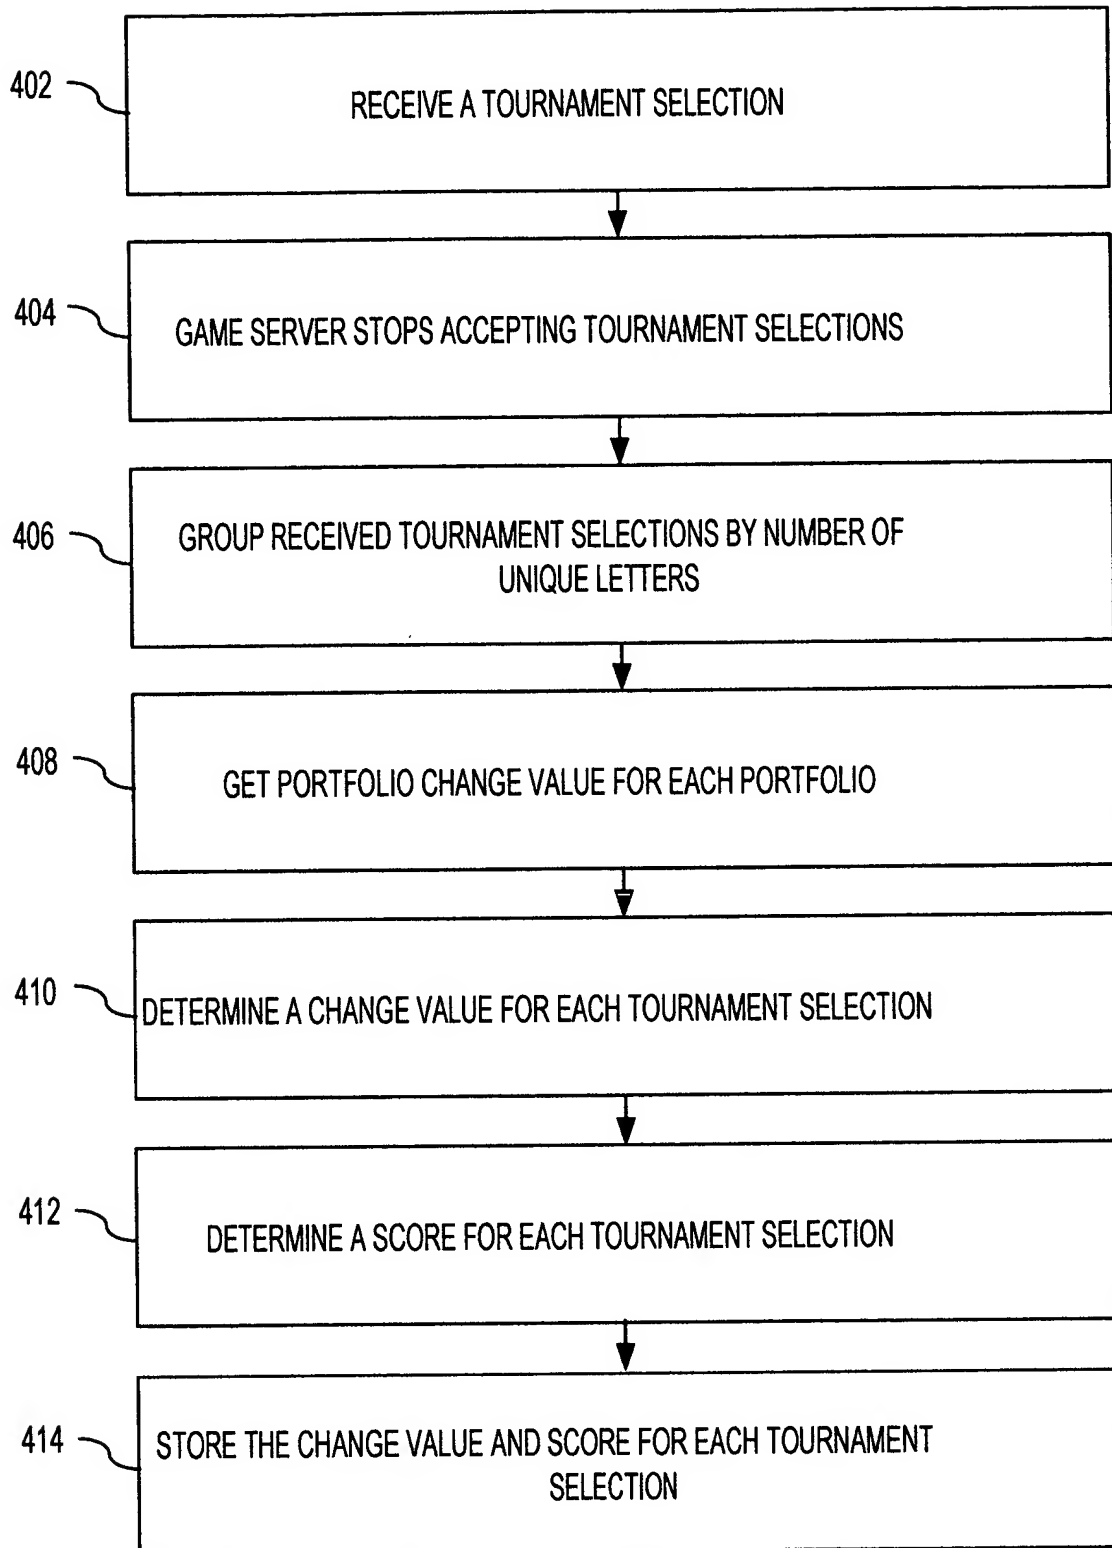 402
RECEIVE A TOURNAMENT SELECTION
404
GAME SERVER STOPS ACCEPTING TOURNAMENT SELECTIONS
406
GROUP RECEIVED TOURNAMENT SELECTIONS BY NUMBER OF
UNIQUE LETTERS
408
GET PORTFOLIO CHANGE VALUE FOR EACH PORTFOLIO
410
DETERMINE A CHANGE VALUE FOR EACH TOURNAMENT SELECTION
412
DETERMINE A SCORE FOR EACH TOURNAMENT SELECTION
414
STORE THE CHANGE VALUE AND SCORE FOR EACH TOURNAMENT
SELECTION